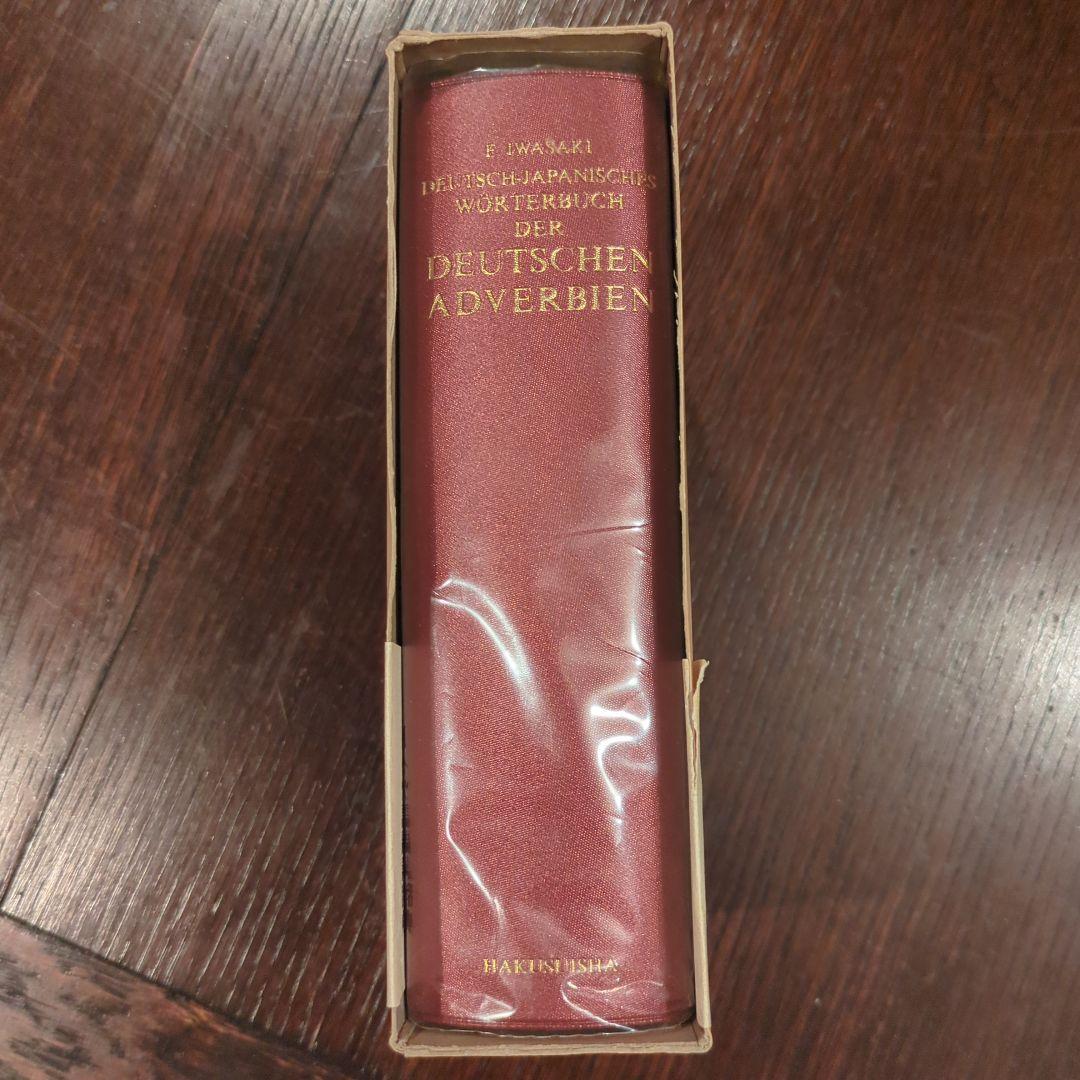 F. IWASAKI
DEUTSCH-JAPANISCHES
WÖRTERBUCH
DER
DEUTSCHEN
ADVERBIEN
HAKUSUISHA